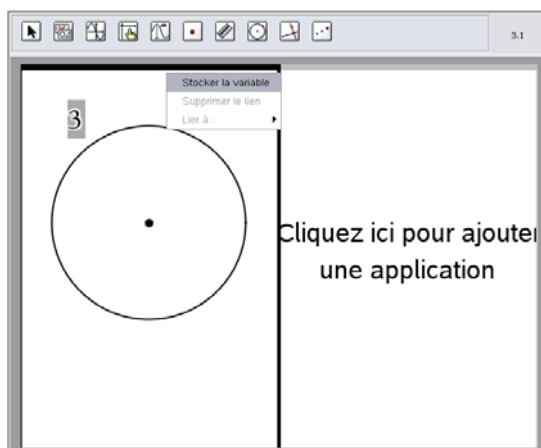 3.1
Stocker la variable
Supprimer le lien
Lier à :
3
Cliquez ici pour ajouter
une application